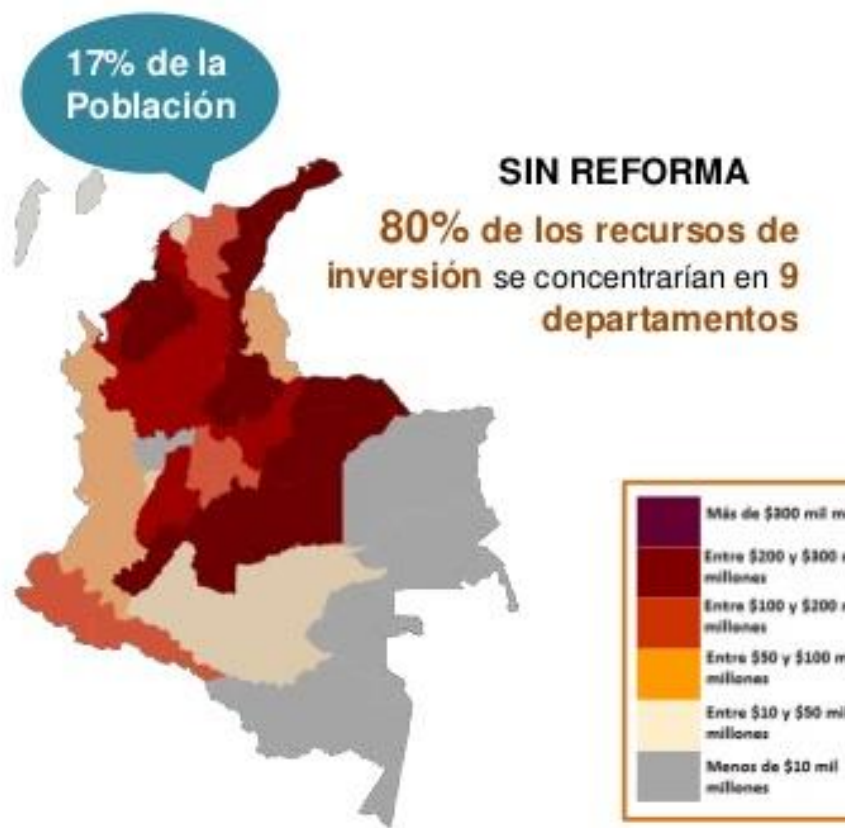 17% de la
Población
SIN REFORMA
80% de los recursos de
inversión se concentrarían en 9
departamentos
Más de $300 mil m
Entre $200 y $300
millones
Entre $100 y $200
millones
Entre $50 y $100 m
millones
Entre $10 y $50 mil
millones
Menos de $10 mil
millones